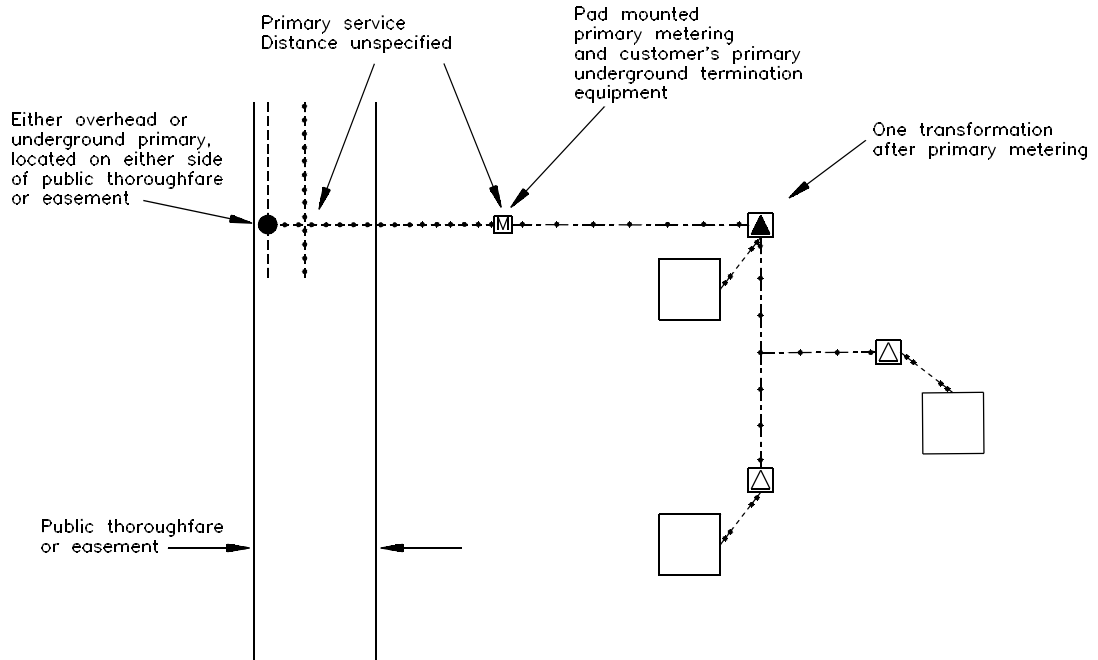 Primary service
Distance unspecified
Pad mounted
primary metering
and customer's primary
underground termination
equipment
Either overhead or
underground primary,
located on either side
of public thoroughfare
or easement
One transformation
after primary metering
M
Public thoroughfare
or easement